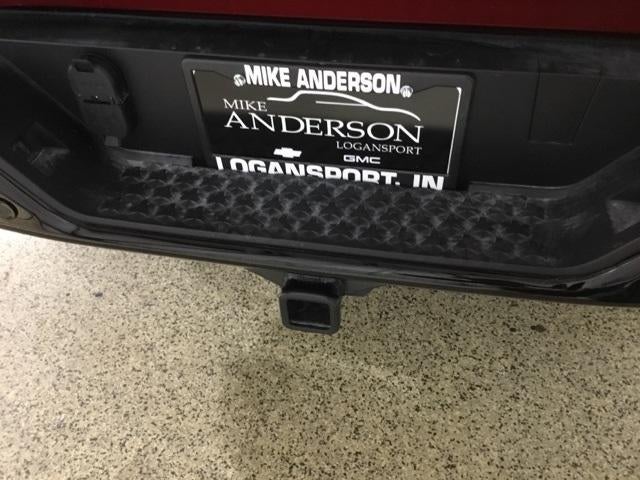 MIKE ANDERSON
MIKE
ANDERSON
LOGANSPORT
GMC
LOGANSPORT, IN